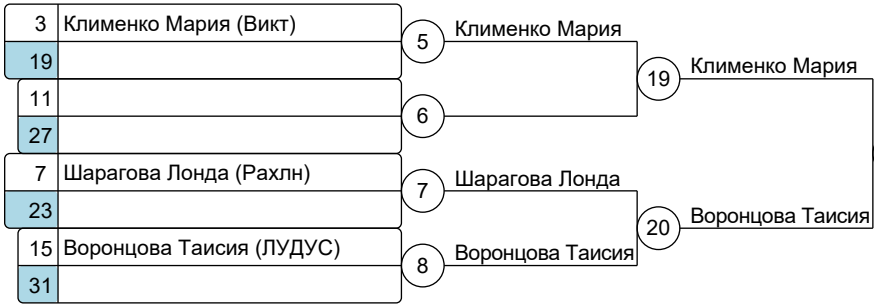 3 Клименко Мария (Викт)
19
5 Клименко Мария
11
27
6
19 Клименко Мария
7 Шарагова Лонда (Рахлн)
23
7 Шарагова Лонда
15 Воронцова Таисия (ЛУДУС)
31
8 Воронцова Таисия
20 Воронцова Таисия